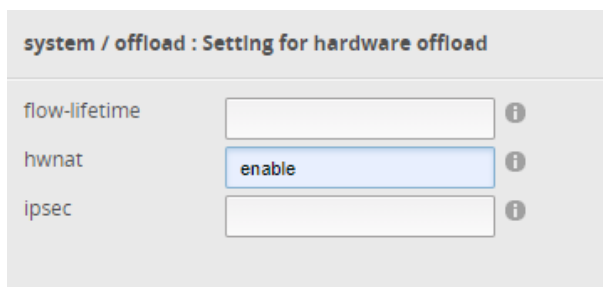 system / offload : Setting for hardware offload
flow-lifetime
hwnat
enable
ipsec